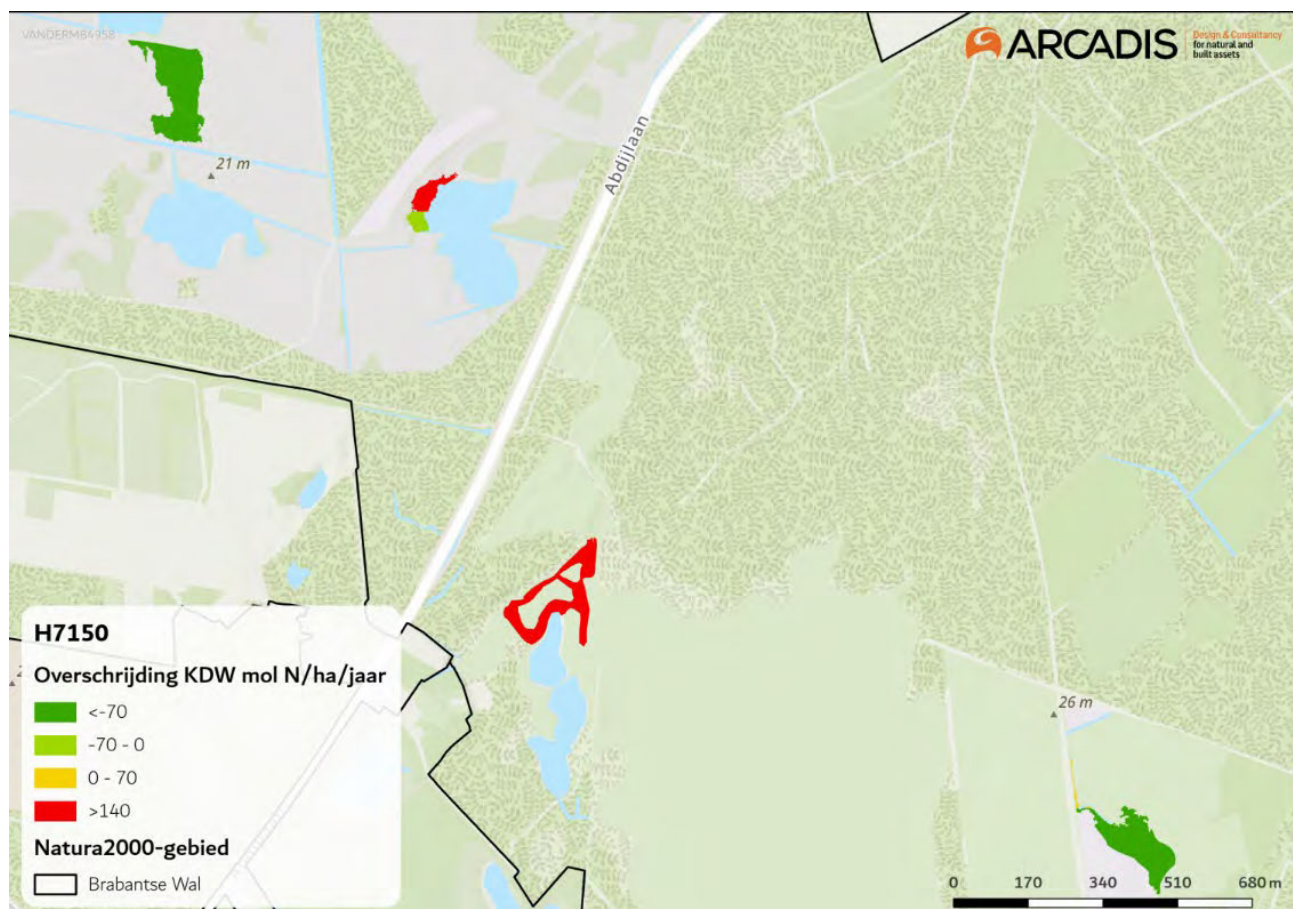 VANDERMB4958
ARCADIS
Design & Consultancy
for natural and
built assets
Abdijlaan
21 m
26 m
H7150
Overschrijding KDW mol N/ha/jaar
<-70
-70 - 0
0 - 70
>140
Natura2000-gebied
Brabantse Wal
0 170 340 510 680 m